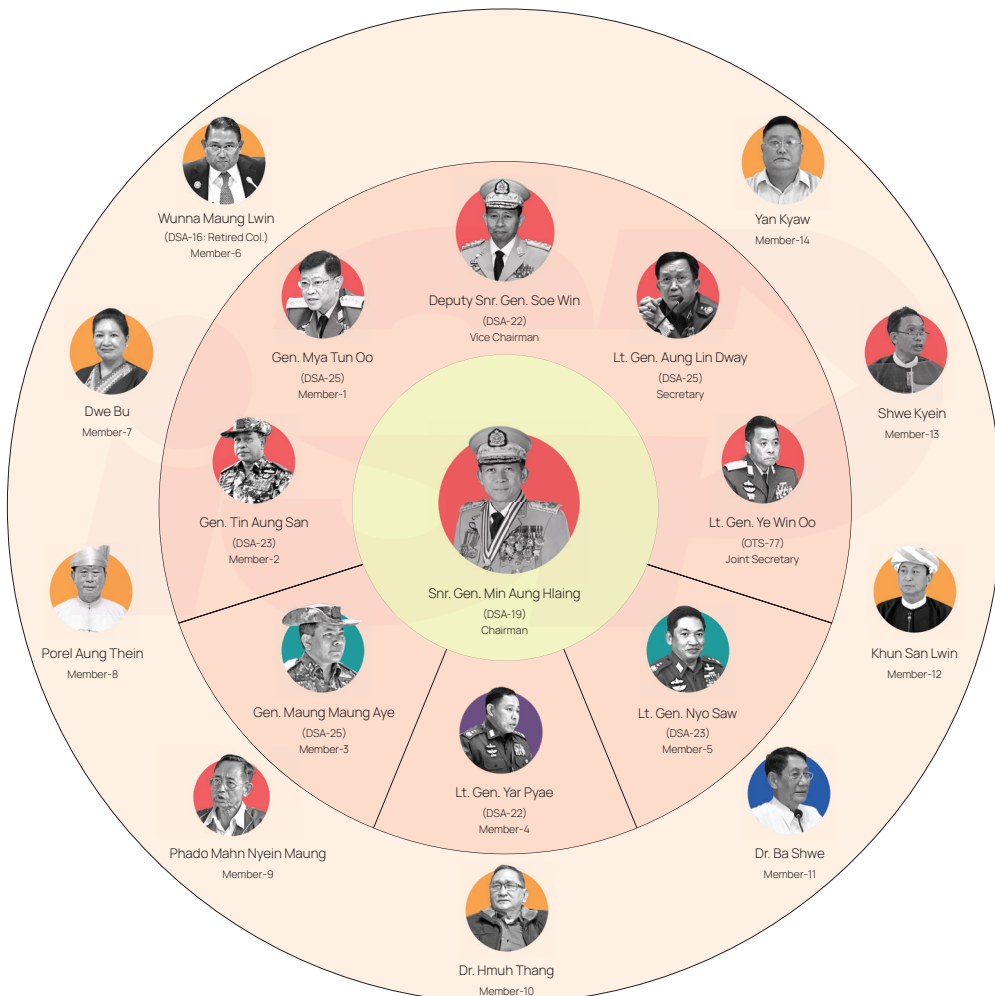 Wunna Maung Lwin
(DSA-16: Retired Col.)
Member-6
Yan Kyaw
Member-14
Deputy Snr. Gen. Soe Win
(DSA-22)
Vice Chairman
Gen. Mya Tun Oo
(DSA-25)
Member-1
Lt. Gen. Aung Lin Dway
(DSA-25)
Secretary
Dwe Bu
Member-7
Shwe Kyein
Member-13
Gen. Tin Aung San
(DSA-23)
Member-2
Lt. Gen. Ye Win Oo
(OTS-77)
Joint Secretary
Snr. Gen. Min Aung Hlaing
(DSA-19)
Chairman
Porel Aung Thein
Member-8
Khun San Lwin
Member-12
Gen. Maung Maung Aye
(DSA-25)
Member-3
Lt. Gen. Nyo Saw
(DSA-23)
Member-5
Lt. Gen. Yar Pyae
(DSA-22)
Member-4
Phado Mahn Nyein Maung
Member-9
Dr. Ba Shwe
Member-11
Dr. Hmuh Thang
Member-10